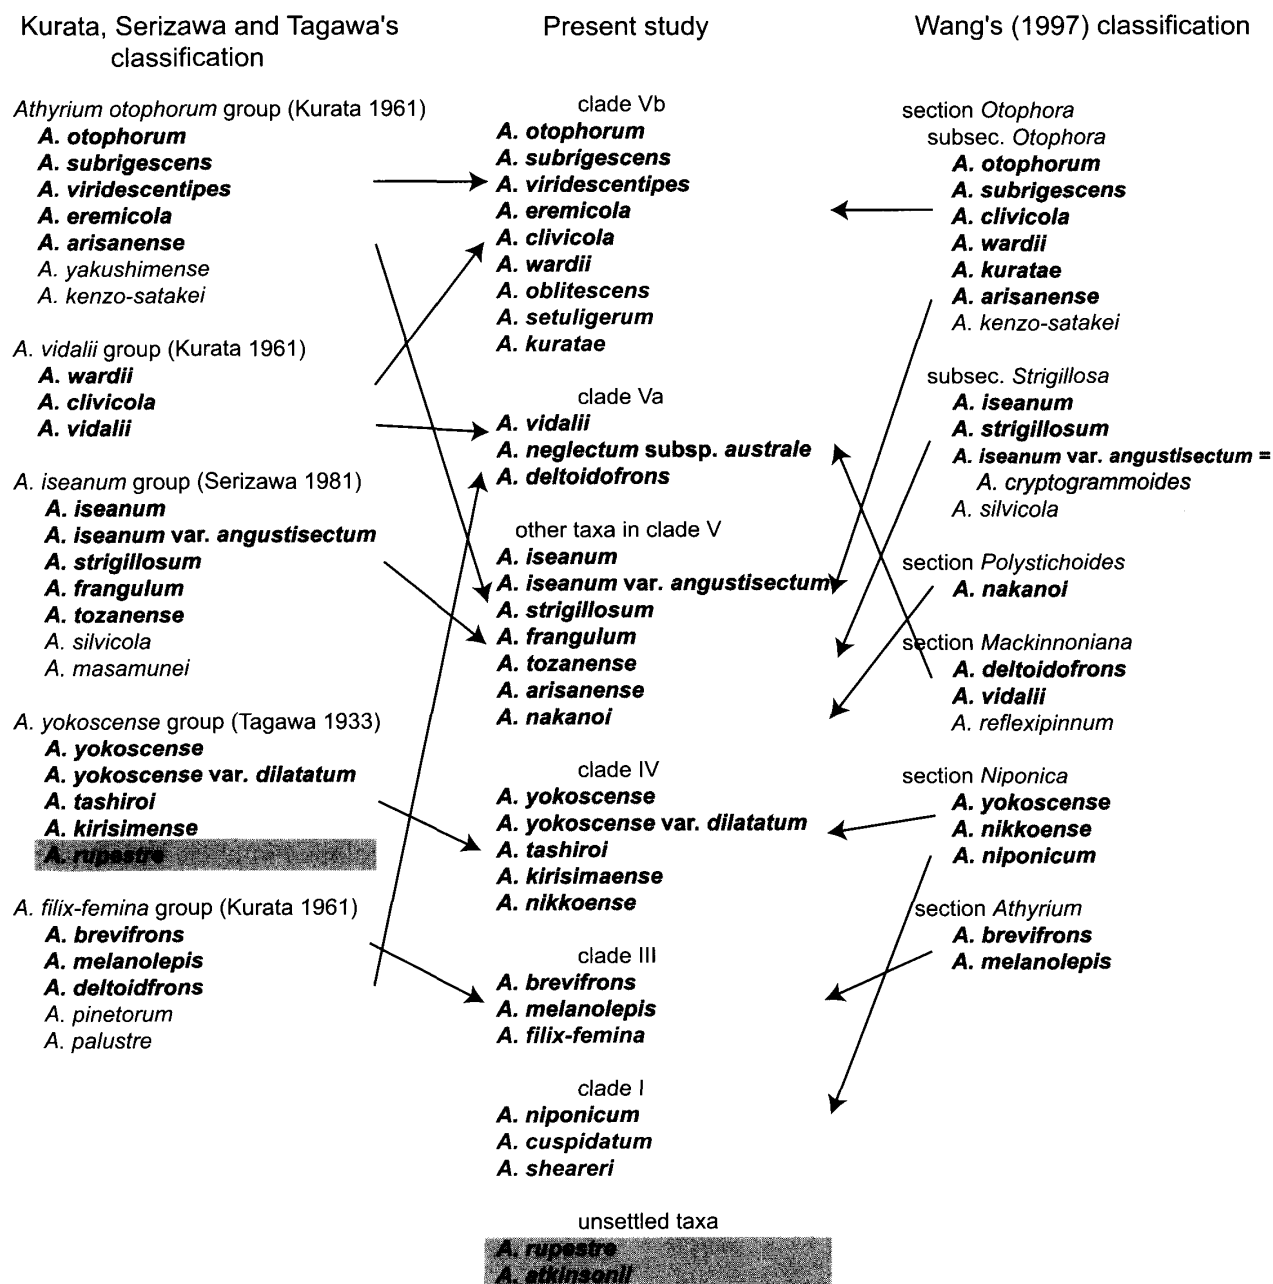 Kurata, Serizawa and Tagawa's
classification
Athyrium otophorum group (Kurata 1961)
A. otophorum
A. subrigescens
A. viridescentipes
A. eremicola
A. arisanense
A. yakushimense
A. kenzo-satakei
A. vidalii group (Kurata 1961)
A. wardii
A. clivicola
A. vidalii
A. iseanum group (Serizawa 1981)
A. iseanum
A. iseanum var. angustisectum
A. strigillosum
A. frangulum
A. tozanense
A. silvicola
A. masamunei
A. yokoscense group (Tagawa 1933)
A. yokoscense
A. yokoscense var. dilatatum
A. tashiroi
A. kirisimense
A. rupestre
A. filix-femina group (Kurata 1961)
A. brevifrons
A. melanolepis
A. deltoidfrons
A. pinetorum
A. palustre
Present study
clade Vb
A. otophorum
A. subrigescens
A. viridescentipes
A. eremicola
A. clivicola
A. wardii
A. oblitescens
A. setuligerum
A. kuratae
clade Va
A. vidalii
A. neglectum subsp. australe
A. deltoidofrons
other taxa in clade V
A. iseanum
A. iseanum var. angustisectum
A. strigillosum
A. frangulum
A. tozanense
A. arisanense
A. nakanoi
clade IV
A. yokoscense
A. yokoscense var. dilatatum
A. tashiroi
A. kirisimaense
A. nikkoense
clade III
A. brevifrons
A. melanolepis
A. filix-femina
clade I
A. niponicum
A. cuspidatum
A. sheareri
unsettled taxa
A. rupestre
A. atkinsonii
Wang's (1997) classification
section Otophora
subsec. Otophora
A. otophorum
A. subrigescens
A. clivicola
A. wardii
A. kuratae
A. arisanense
A. kenzo-satakei
subsec. Strigillosa
A. iseanum
A. strigillosum
A. iseanum var. angustisectum =
A. cryptogrammoides
A. silvicola
section Polystichoides
A. nakanoi
section Mackinnoniana
A. deltoidofrons
A. vidalii
A. reflexipinnum
section Niponica
A. yokoscense
A. nikkoense
A. niponicum
section Athyrium
A. brevifrons
A. melanolepis